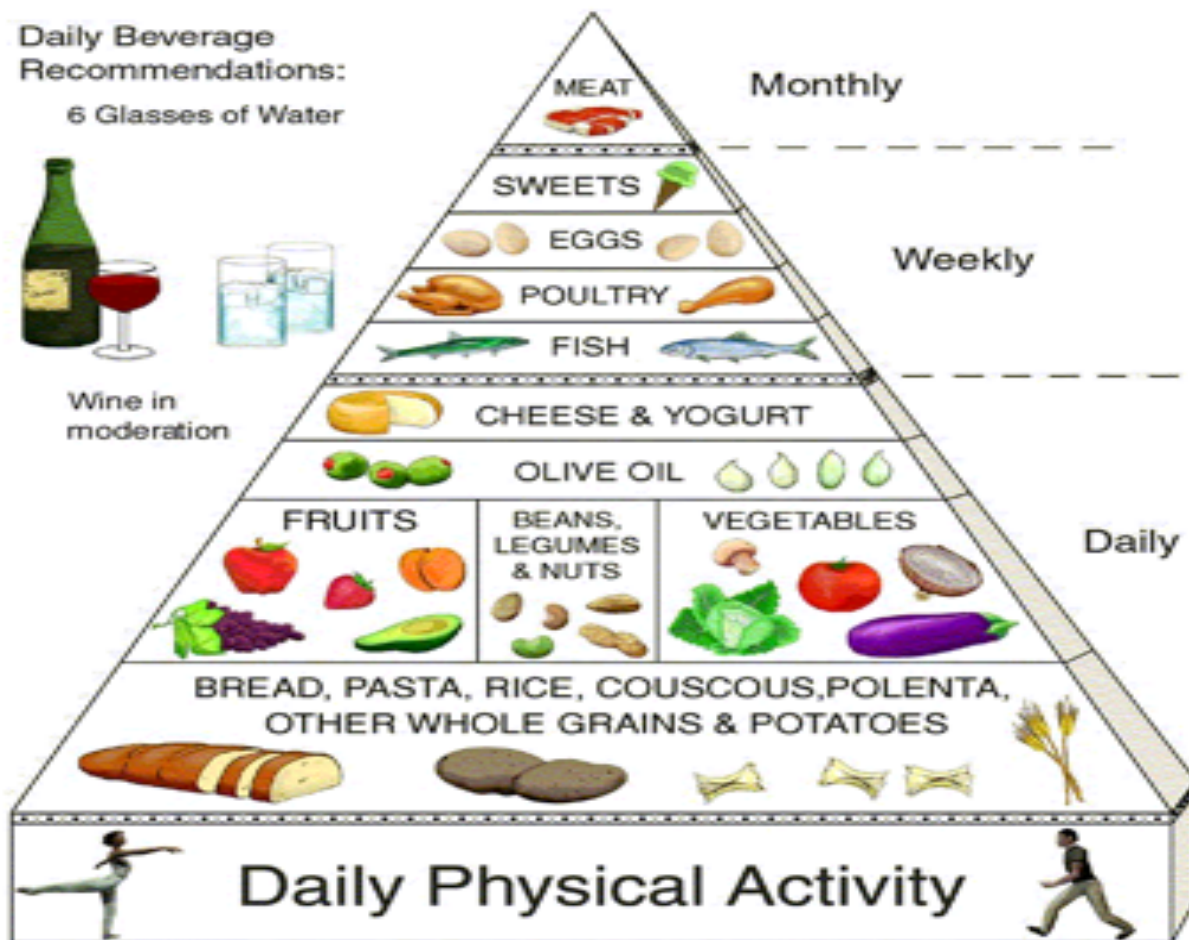 Daily Beverage
Recommendations:
6 Glasses of Water
Wine in
moderation
MEAT
Monthly
SWEETS
EGGS
POULTRY
FISH
Weekly
CHEESE & YOGURT
OLIVE OIL
FRUITS
BEANS,
LEGUMES
& NUTS
VEGETABLES
Daily
BREAD, PASTA, RICE, COUSCOUS,POLENTA,
OTHER WHOLE GRAINS & POTATOES
Daily Physical Activity